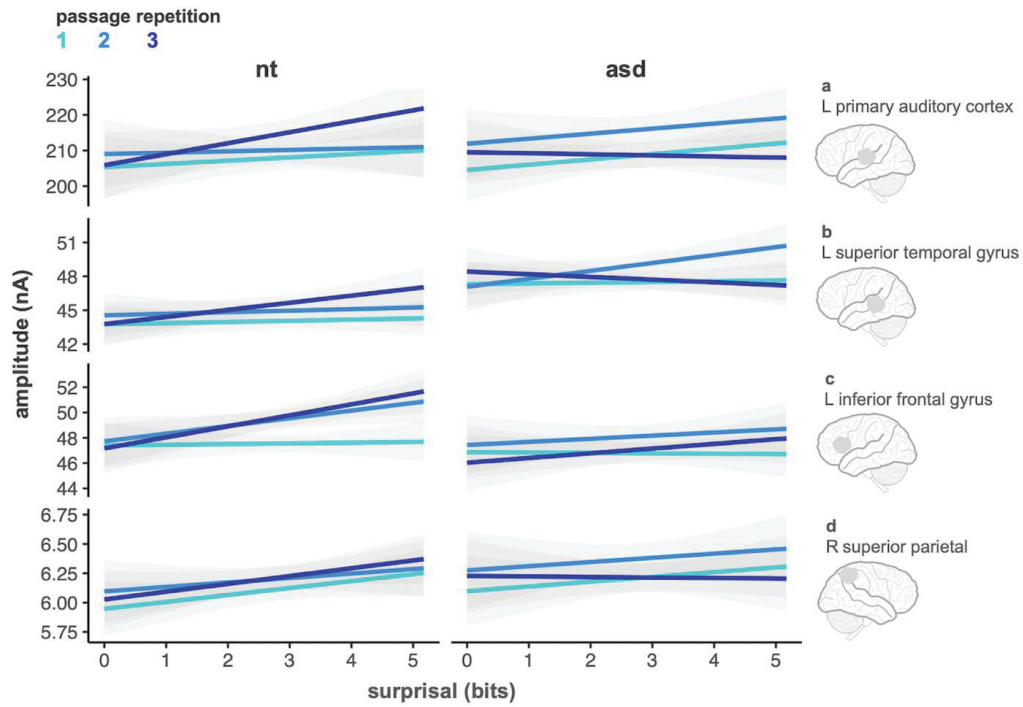 passage repetition
1 2 3
nt asd
amplitude (nA)
230
220
210
200
a
L primary auditory cortex
51
48
45
42
b
L superior temporal gyrus
52
50
48
46
44
c
L inferior frontal gyrus
6.75
6.50
6.25
6.00
5.75
d
R superior parietal
0 1 2 3 4 5 0 1 2 3 4 5
surprisal (bits)